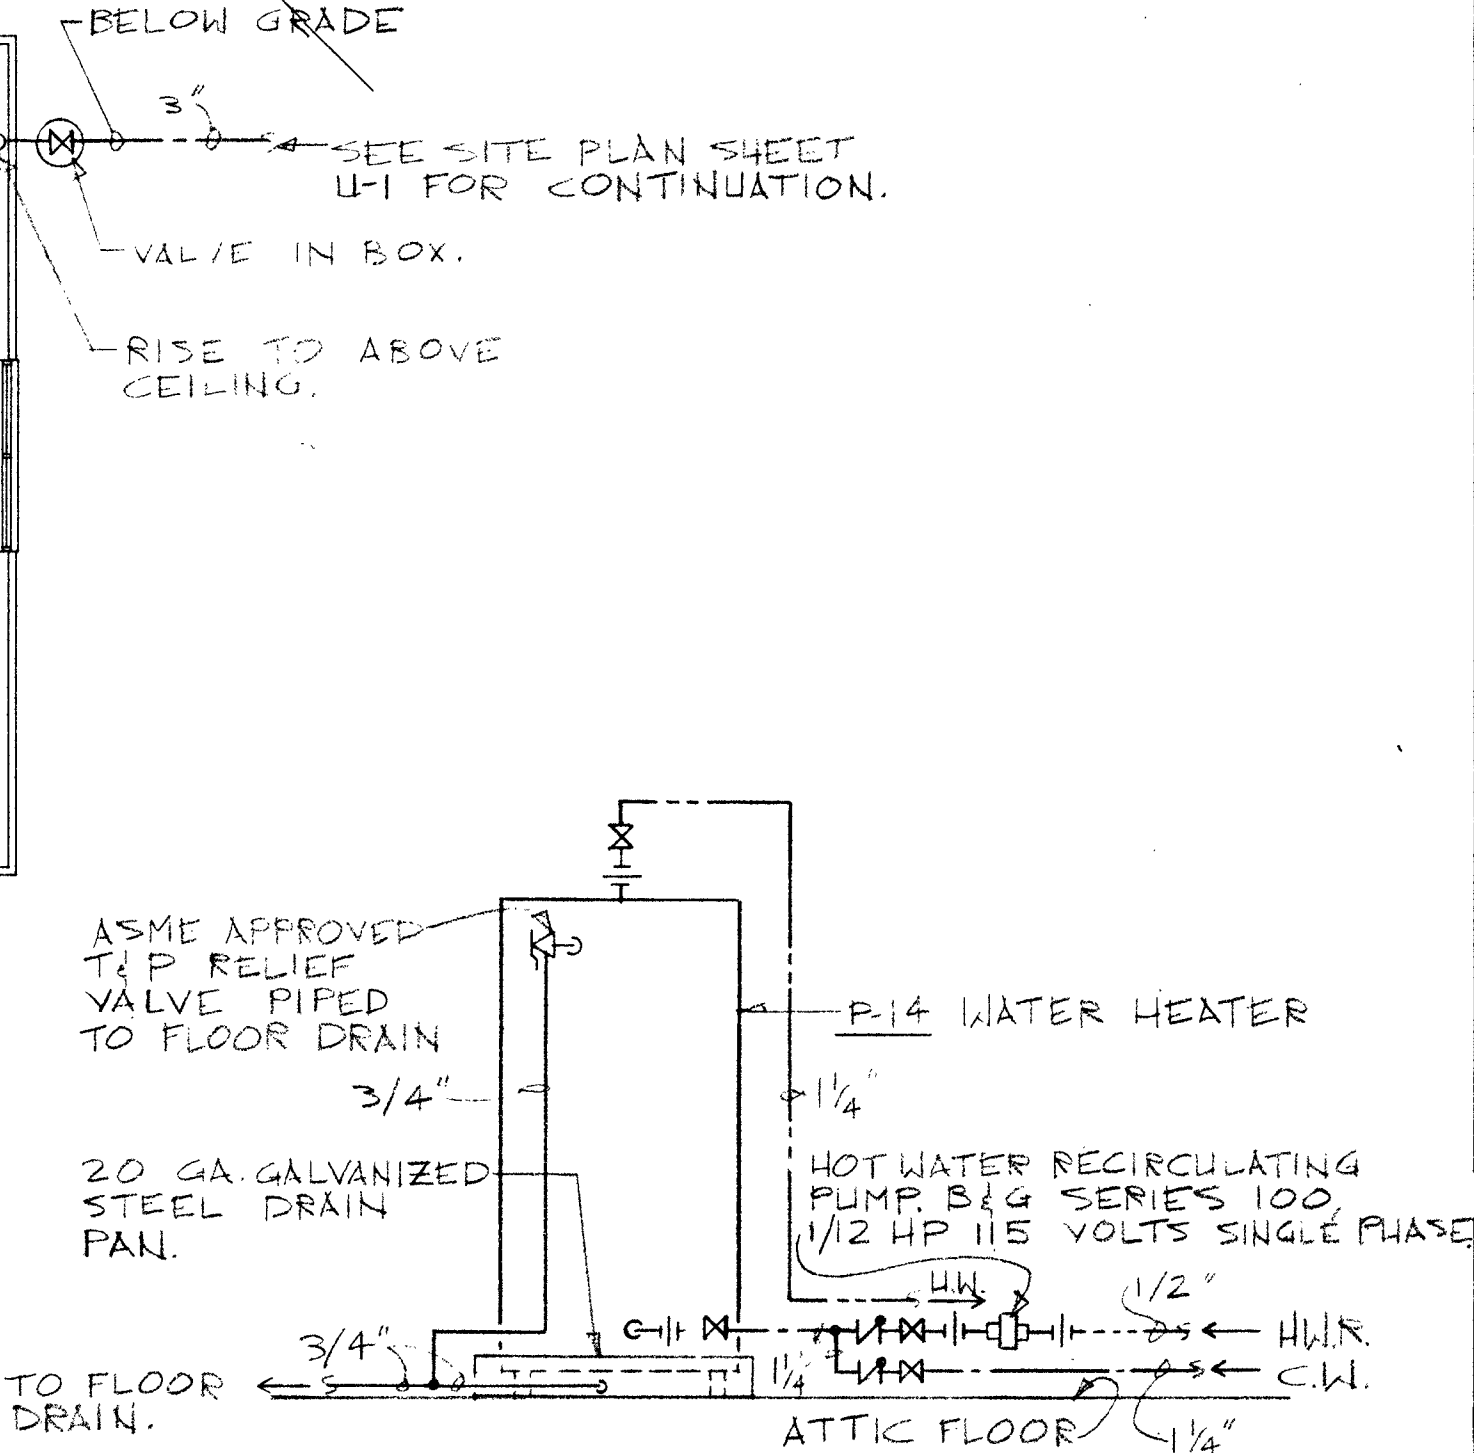 BELOW GRADE
3"
SEE SITE PLAN SHEET
U-1 FOR CONTINUATION.
VALVE IN BOX.
RISE TO ABOVE
CEILING.
ASME APPROVED
T&P RELIEF
VALVE PIPED
TO FLOOR DRAIN
P-14 WATER HEATER
3/4"
1 1/4"
20 GA. GALVANIZED
STEEL DRAIN
PAN.
HOT WATER RECIRCULATING
PUMP. B&G SERIES 100,
1/12 HP 115 VOLTS SINGLE PHASE.
H.W.
1/2"
H.W.R.
3/4"
1 1/4"
C.W.
TO FLOOR
DRAIN.
ATTIC FLOOR
1 1/4"